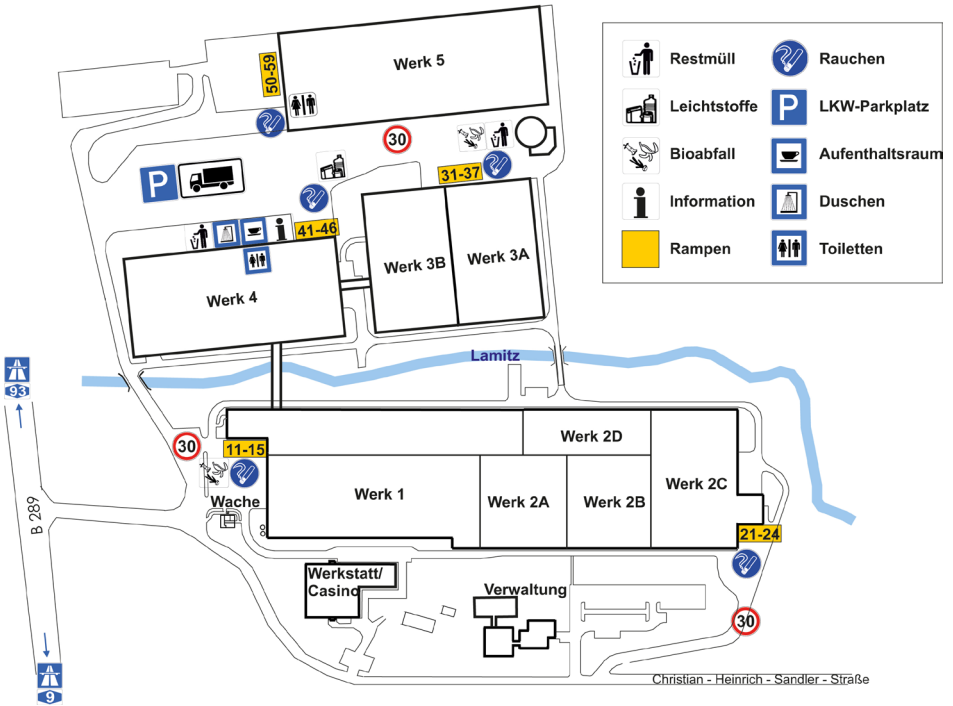 Werk 5
50-59
30
31-37
P
41-46
Werk 3B
Werk 3A
Werk 4
Restmüll
Rauchen
Leichtstoffe
P
LKW-Parkplatz
Bioabfall
Aufenthaltsraum
Information
Duschen
Rampen
Toiletten
Lamitz
93
30
11-15
Werk 2D
Werk 1
Werk 2A
Werk 2B
Werk 2C
Wache
B 289
21-24
Werkstatt/
Casino
Verwaltung
30
9
Christian - Heinrich - Sandler - Straße